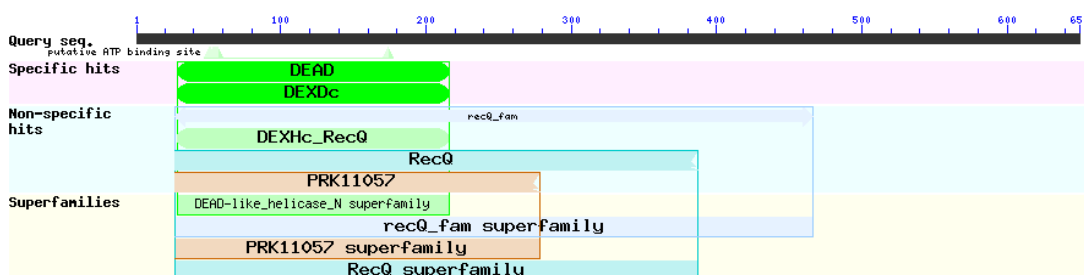 1 100 200 300 400 500 600 65
Query seq.
putative ATP binding site
Specific hits
DEAD
DEXDc
Non-specific
hits
recQ_fam
DEXHc_RecQ
RecQ
PRK11057
Superfamilies
DEAD-like_helicase_N superfamily
recQ_fam superfamily
PRK11057 superfamily
RecQ superfamily